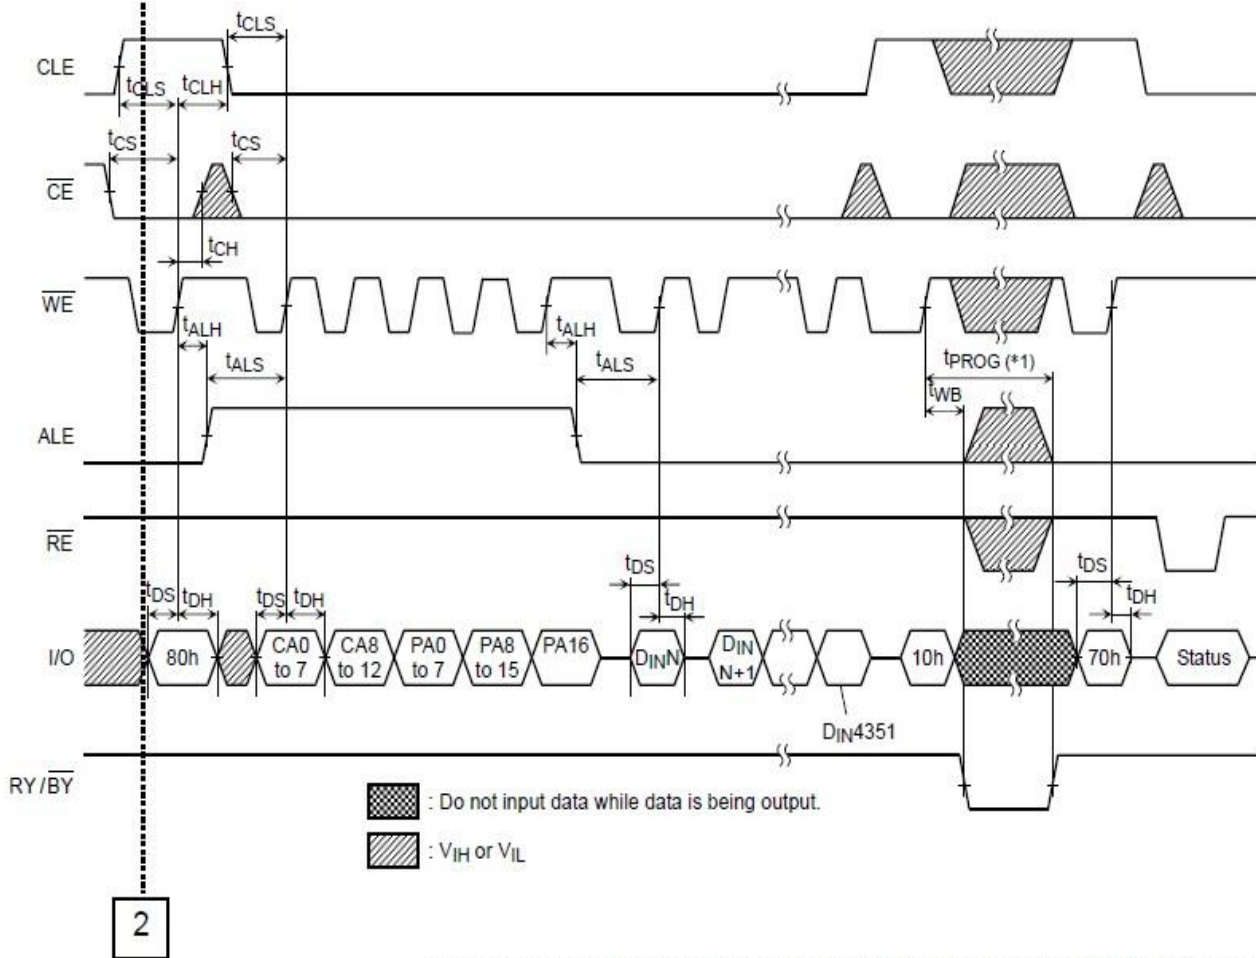 tCLS
CLE
tCLS
tCLH
tCS
tCS
CE
tCH
WE
tALH
tALH
tALS
tALS
tPROG (*1)
tWB
ALE
RE
tDS
tDS
tDS
tDH
tDS
tDH
tDH
tDH
I/O
80h
CA0
to 7
CA8
to 12
PA0
to 7
PA8
to 15
PA16
DINN
DIN
N+1
10h
70h
Status
DIN4351
RY/BY
: Do not input data while data is being output.
: VIH or VIL
2